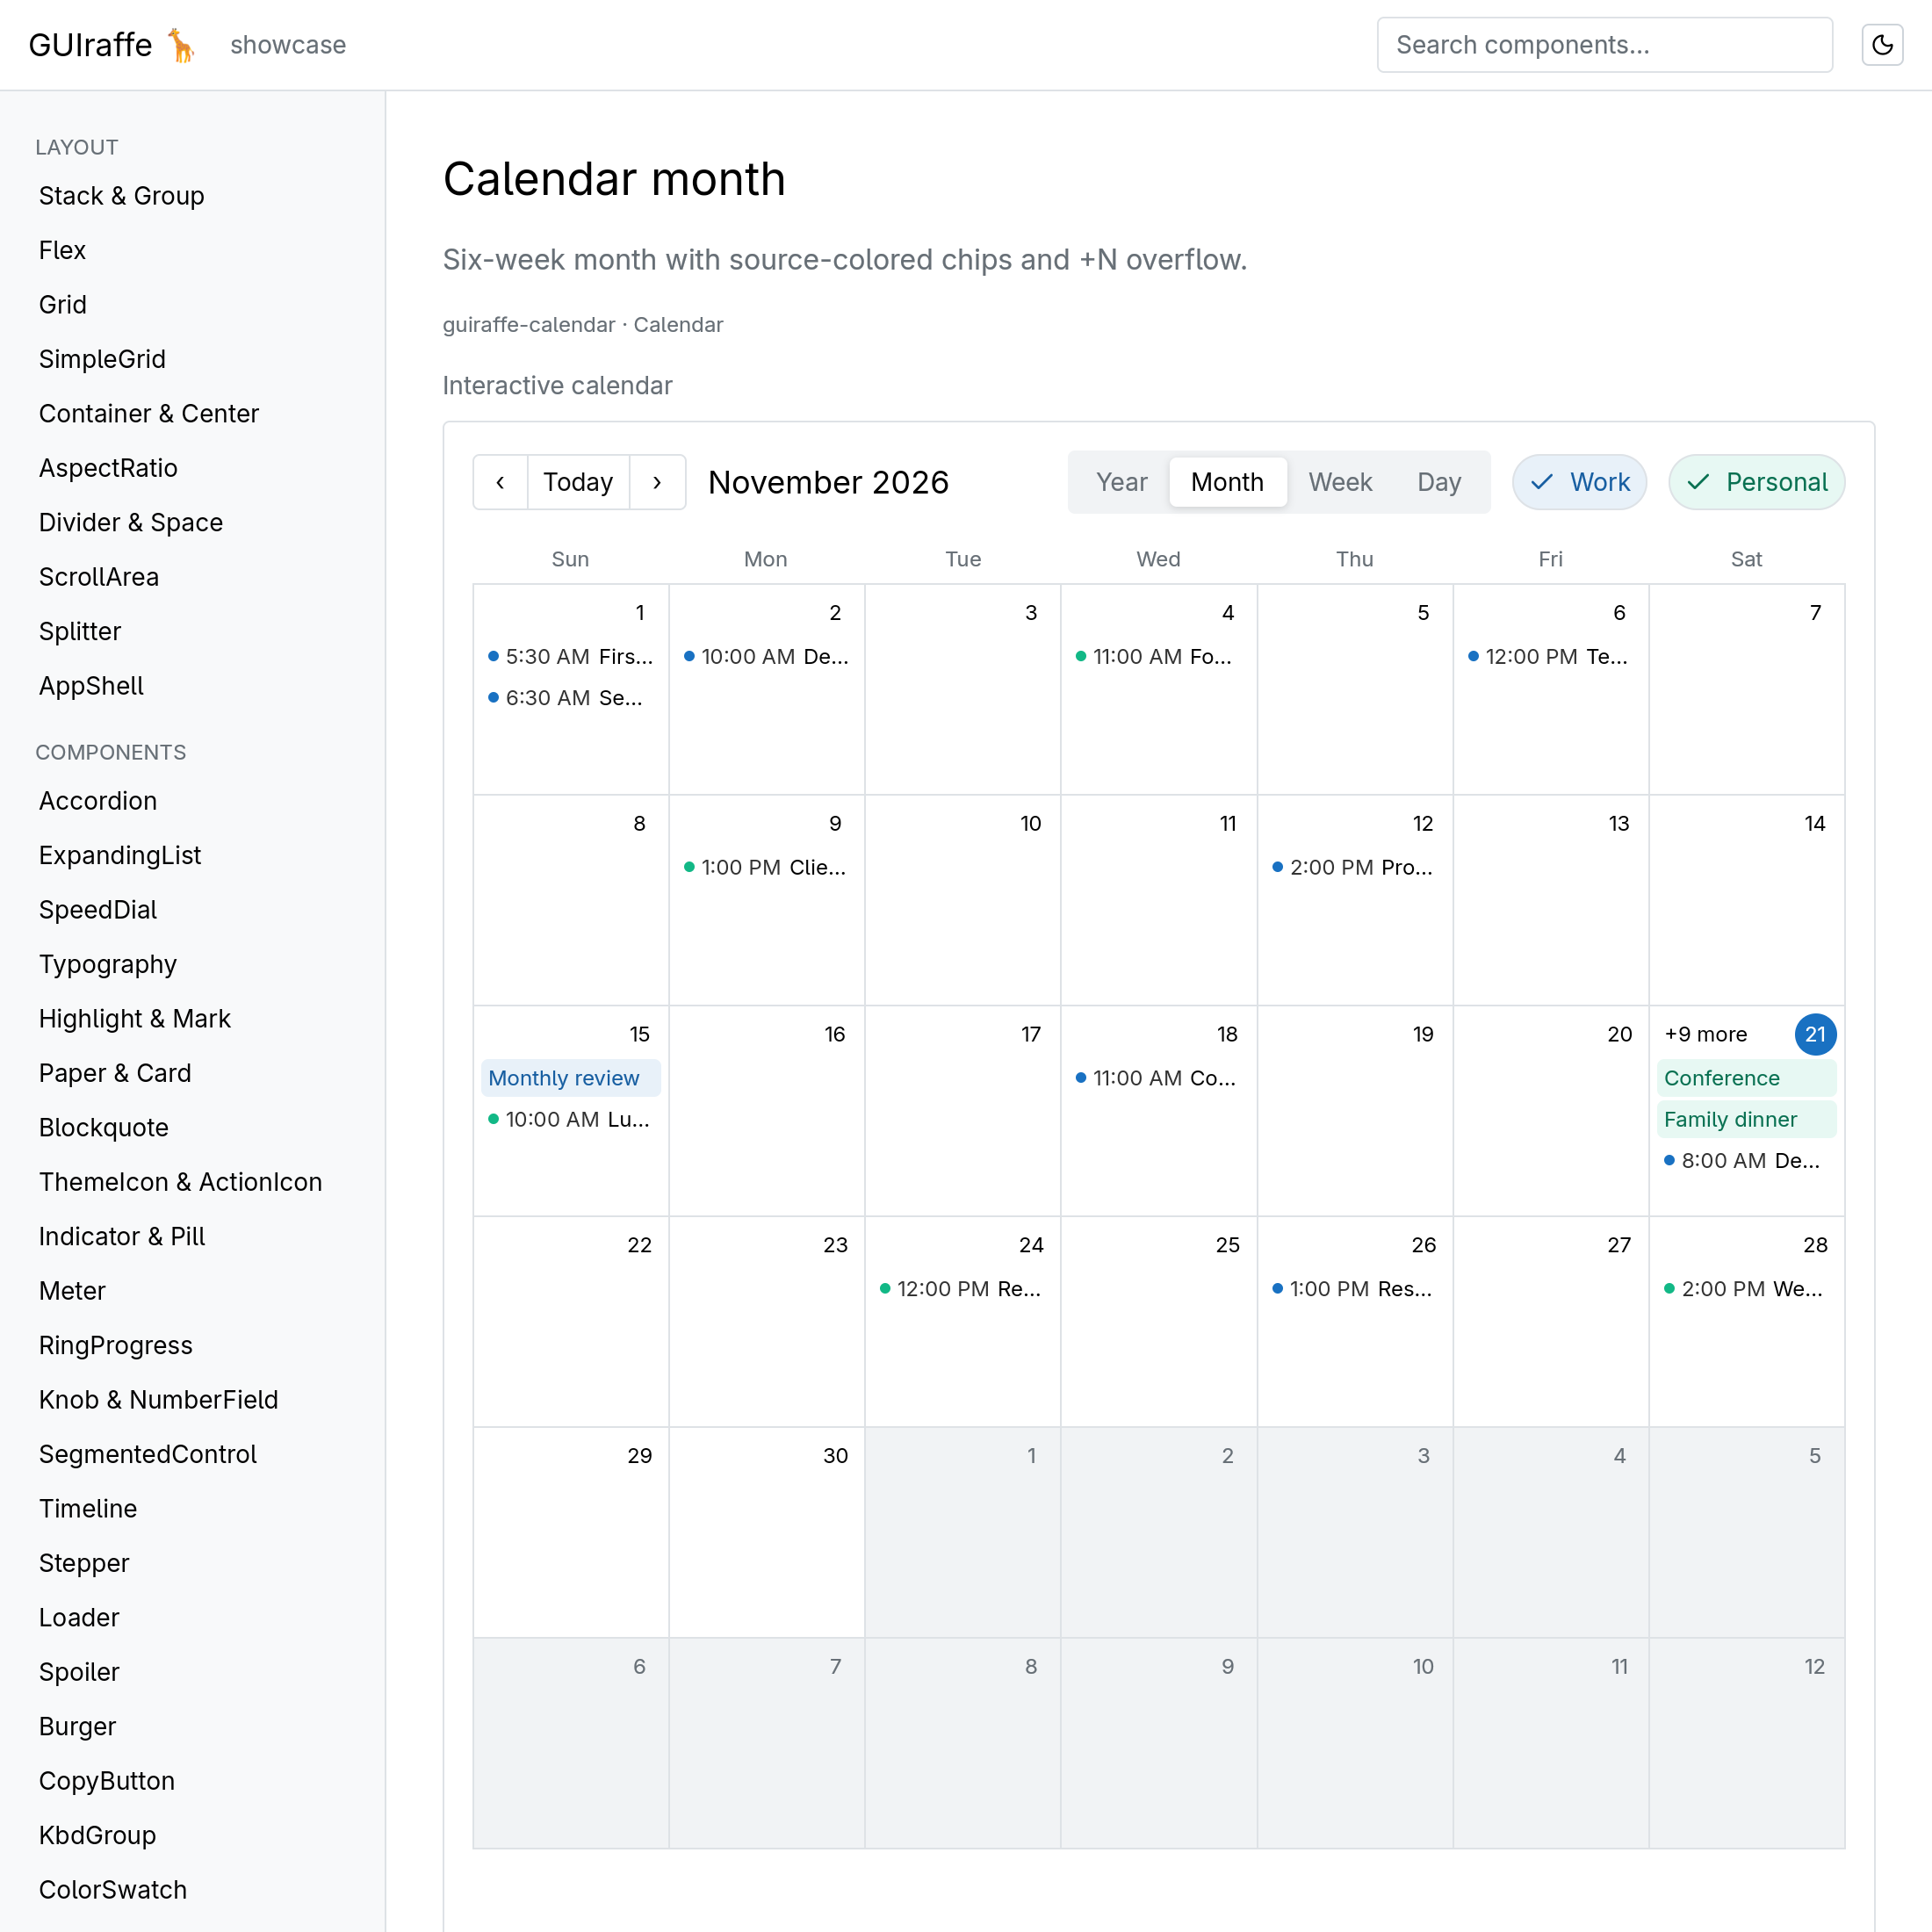 GUIraffe 🦒 showcase
Search components...
LAYOUT
Stack & Group
Flex
Grid
SimpleGrid
Container & Center
AspectRatio
Divider & Space
ScrollArea
Splitter
AppShell
COMPONENTS
Accordion
ExpandingList
SpeedDial
Typography
Highlight & Mark
Paper & Card
Blockquote
ThemeIcon & ActionIcon
Indicator & Pill
Meter
RingProgress
Knob & NumberField
SegmentedControl
Timeline
Stepper
Loader
Spoiler
Burger
CopyButton
KbdGroup
ColorSwatch
Calendar month
Six-week month with source-colored chips and +N overflow.
guiraffe-calendar · Calendar
Interactive calendar
‹ Today › November 2026 Year Month Week Day Work Personal
Sun Mon Tue Wed Thu Fri Sat
1 2 3 4 5 6 7
5:30 AM Firs... 10:00 AM De... 11:00 AM Fo... 12:00 PM Te...
6:30 AM Se...
8 9 10 11 12 13 14
1:00 PM Clie... 2:00 PM Pro...
15 16 17 18 19 20 +9 more 21
Monthly review 11:00 AM Co... Conference
10:00 AM Lu... Family dinner
8:00 AM De...
22 23 24 25 26 27 28
12:00 PM Re... 1:00 PM Res... 2:00 PM We...
29 30 1 2 3 4 5
6 7 8 9 10 11 12